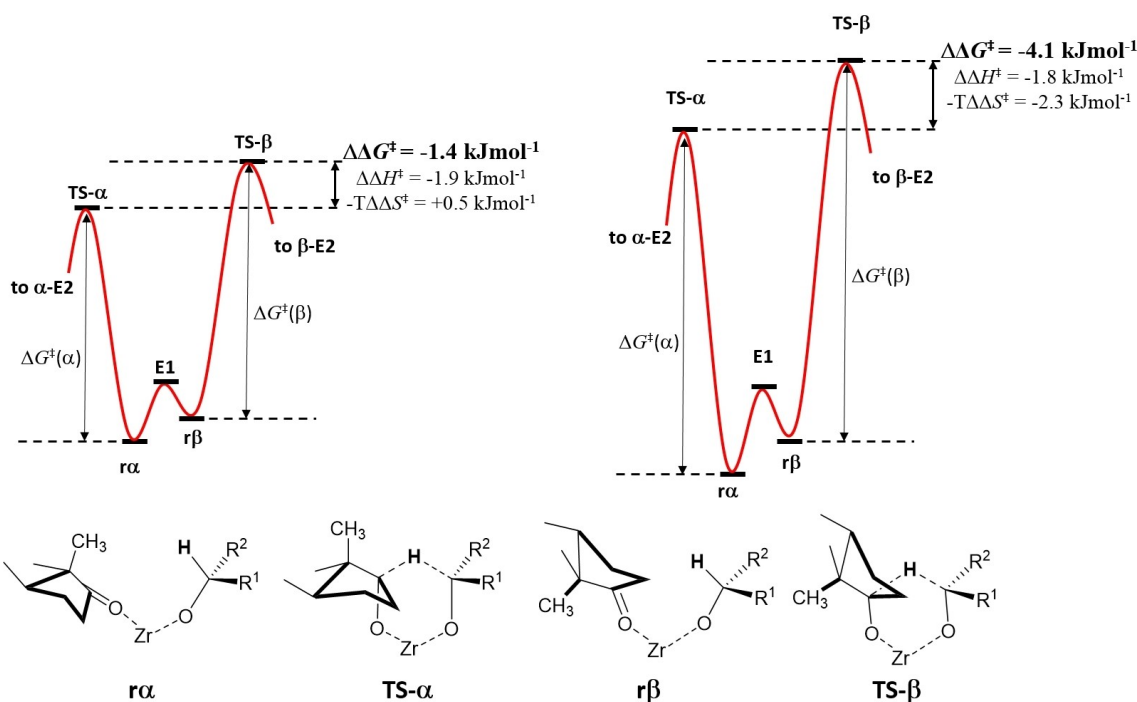 TS-α
TS-β
ΔΔG‡ = -1.4 kJmol-1
ΔΔH‡ = -1.9 kJmol-1
-TΔΔS‡ = +0.5 kJmol-1
to α-E2
to β-E2
ΔG‡(α)
ΔG‡(β)
E1
rα
rβ
TS-α
TS-β
ΔΔG‡ = -4.1 kJmol-1
ΔΔH‡ = -1.8 kJmol-1
-TΔΔS‡ = -2.3 kJmol-1
to α-E2
to β-E2
ΔG‡(α)
ΔG‡(β)
E1
rα
rβ
CH3
H
R2
R1
O
O
Zr
rα
CH3
H
R2
R1
O
O
Zr
TS-α
H
R2
R1
CH3
O
O
Zr
rβ
H
R2
R1
CH3
O
O
Zr
TS-β